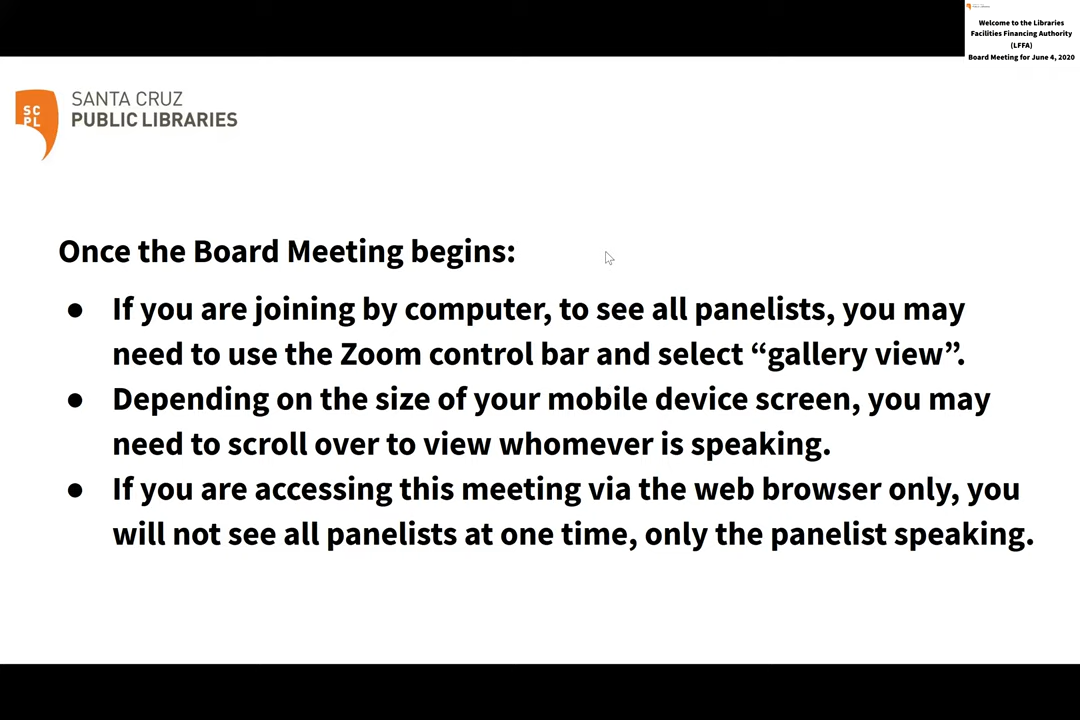 Welcome to the Libraries
Facilities Financing Authority
(LFFA)
Board Meeting for June 4, 2020
SC
PL
SANTA CRUZ
PUBLIC LIBRARIES
Once the Board Meeting begins:
● If you are joining by computer, to see all panelists, you may
need to use the Zoom control bar and select “gallery view”.
● Depending on the size of your mobile device screen, you may
need to scroll over to view whomever is speaking.
● If you are accessing this meeting via the web browser only, you
will not see all panelists at one time, only the panelist speaking.